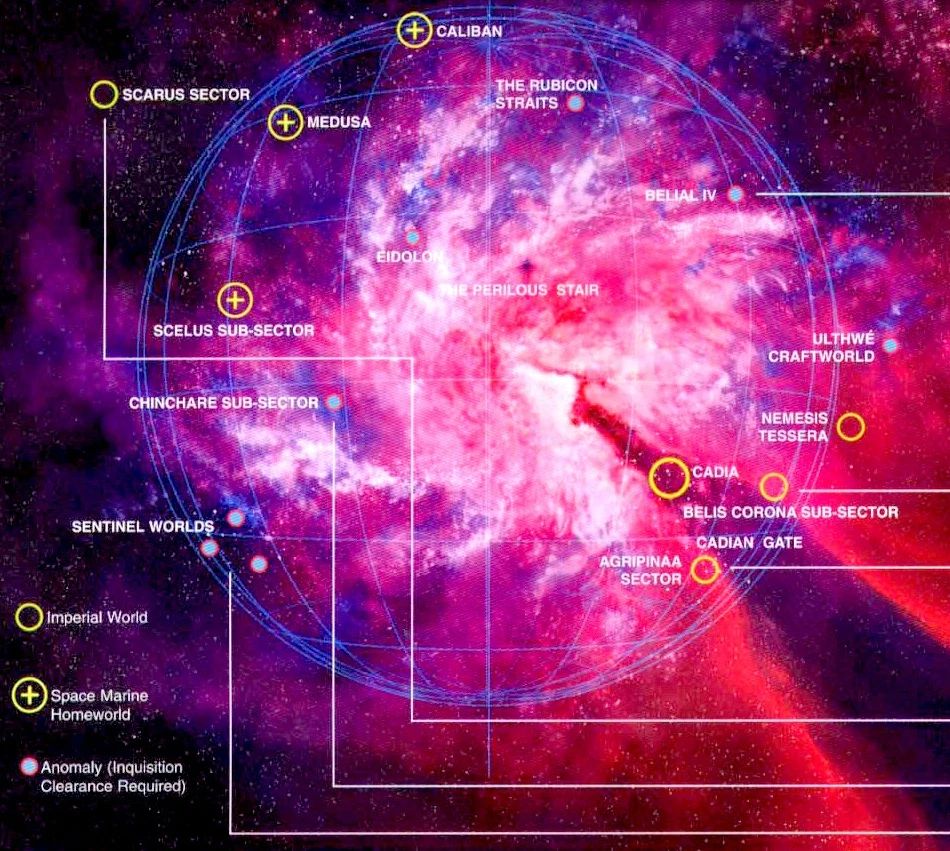 CALIBAN
SCARUS SECTOR
THE RUBICON
STRAITS
MEDUSA
BELIAL IV
EIDOLON
THE PERILOUS STAIR
SCELUS SUB-SECTOR
ULTHWÉ
CRAFTWORLD
CHINCHARE SUB-SECTOR
NEMESIS
TESSERA
CADIA
BELIS CORONA SUB-SECTOR
SENTINEL WORLDS
CADIAN GATE
AGRIPINAA
SECTOR
Imperial World
Space Marine
Homeworld
Anomaly (Inquisition
Clearance Required)